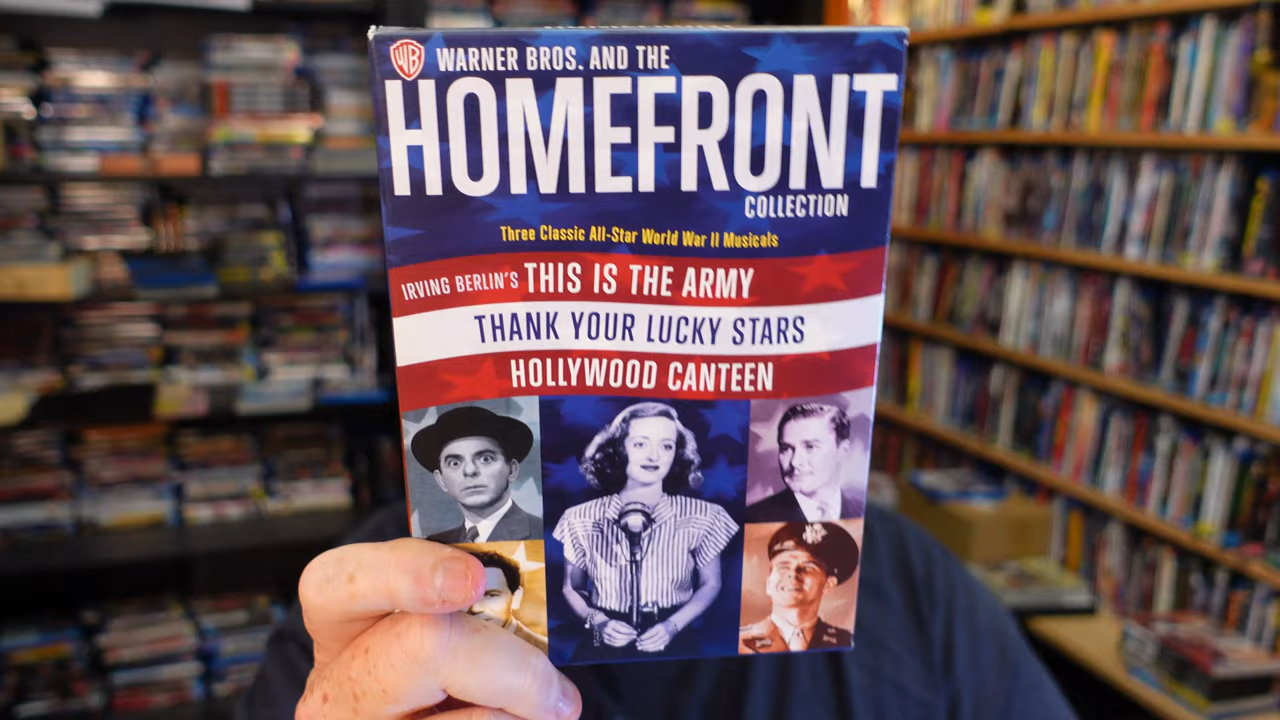 WB
WARNER BROS. AND THE
HOMEFRONT
COLLECTION
Three Classic All-Star World War II Musicals
IRVING BERLIN'S THIS IS THE ARMY
THANK YOUR LUCKY STARS
HOLLYWOOD CANTEEN